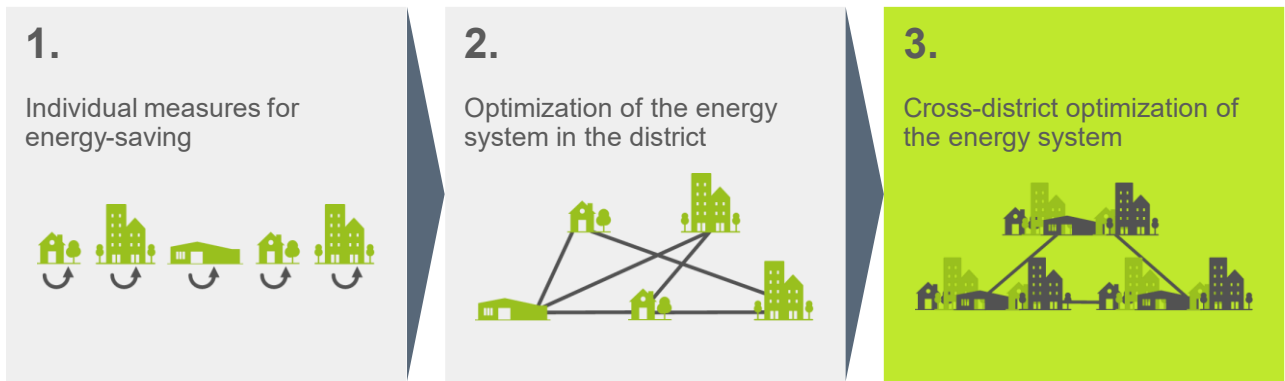 1.
Individual measures for
energy-saving
2.
Optimization of the energy
system in the district
3.
Cross-district optimization of
the energy system